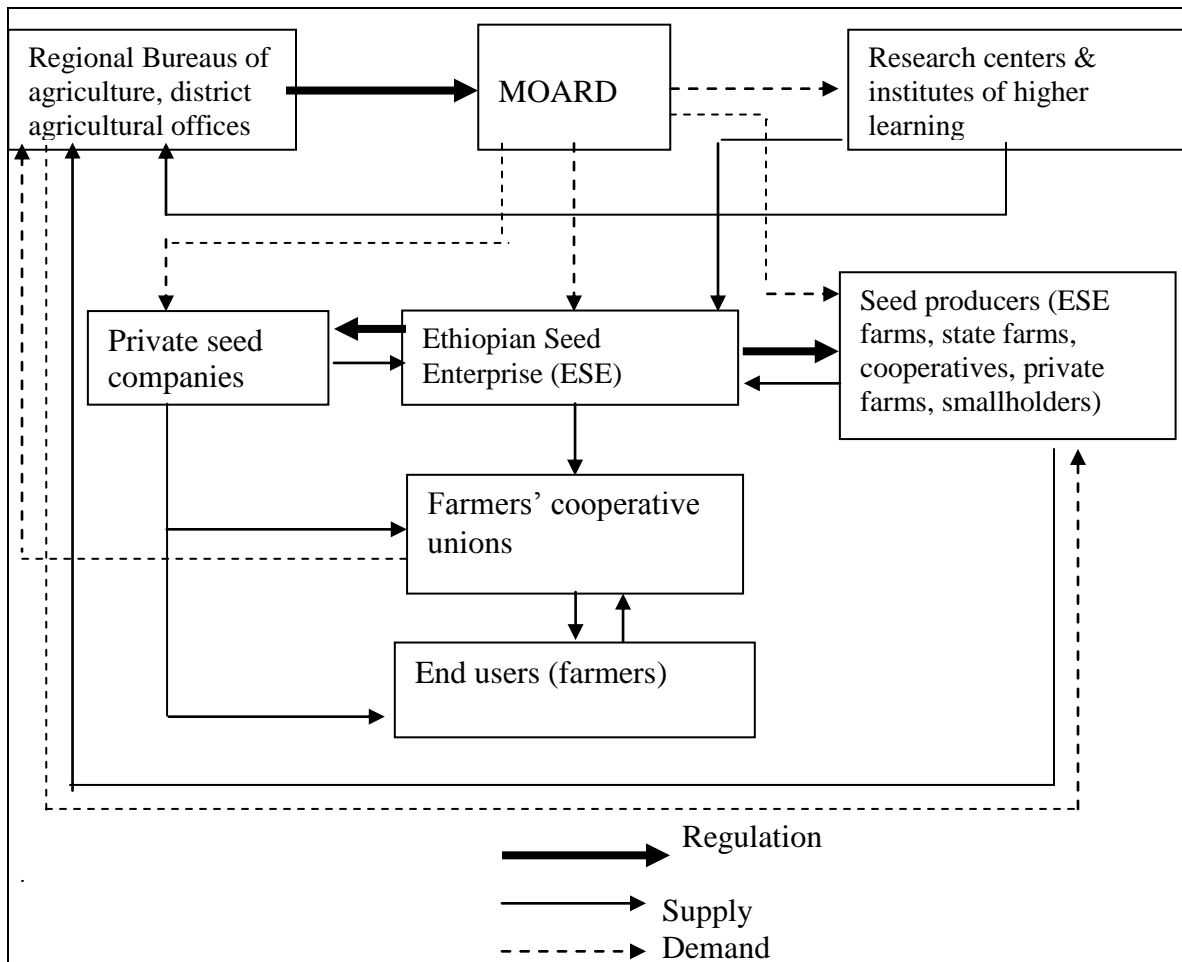 Regional Bureaus of
agriculture, district
agricultural offices
MOARD
Research centers &
institutes of higher
learning
Private seed
companies
Ethiopian Seed
Enterprise (ESE)
Seed producers (ESE
farms, state farms,
cooperatives, private
farms, smallholders)
Farmers’ cooperative
unions
End users (farmers)
Regulation
.
Supply
Demand